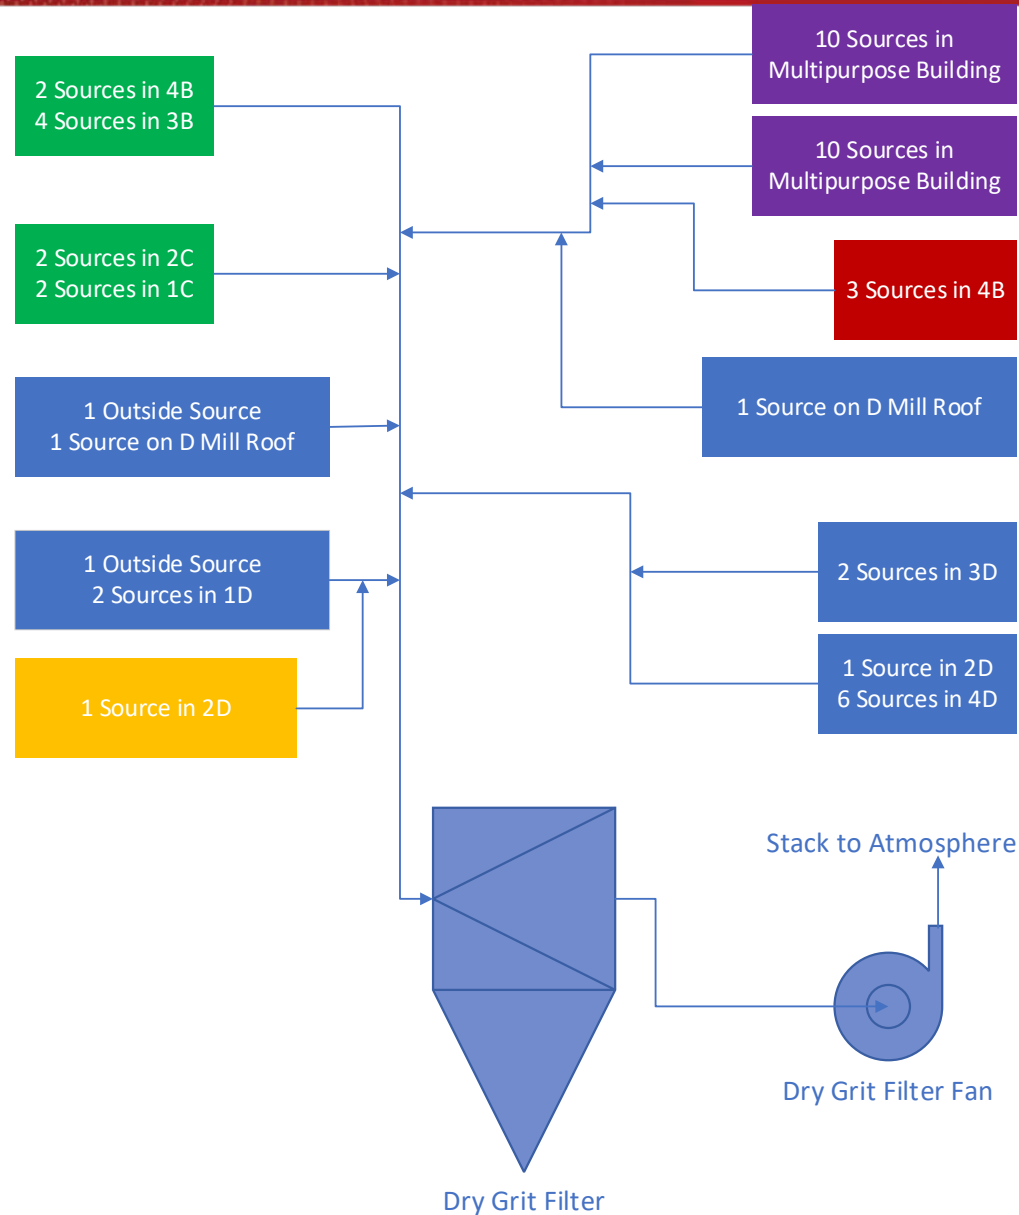 2 Sources in 4B
4 Sources in 3B
2 Sources in 2C
2 Sources in 1C
1 Outside Source
1 Source on D Mill Roof
1 Outside Source
2 Sources in 1D
1 Source in 2D
10 Sources in
Multipurpose Building
10 Sources in
Multipurpose Building
3 Sources in 4B
1 Source on D Mill Roof
2 Sources in 3D
1 Source in 2D
6 Sources in 4D
Stack to Atmosphere
Dry Grit Filter Fan
Dry Grit Filter